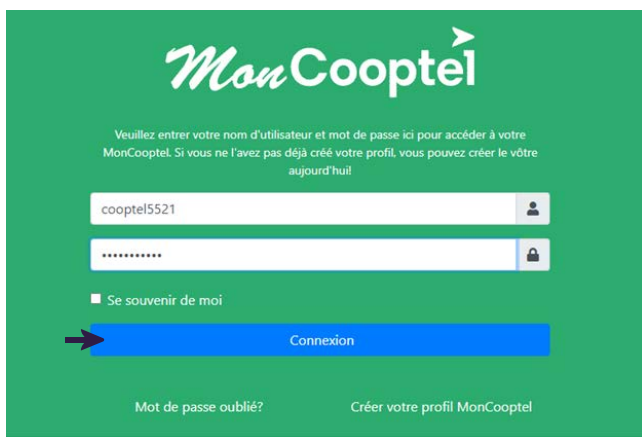 MonCooptel
Veuillez entrer votre nom d'utilisateur et mot de passe ici pour accéder à votre
MonCooptel. Si vous ne l'avez pas déjà créé votre profil, vous pouvez créer le vôtre
aujourd'hui!
cooptel5521
•••••••••••
Se souvenir de moi
Connexion
Mot de passe oublié? Créer votre profil MonCooptel